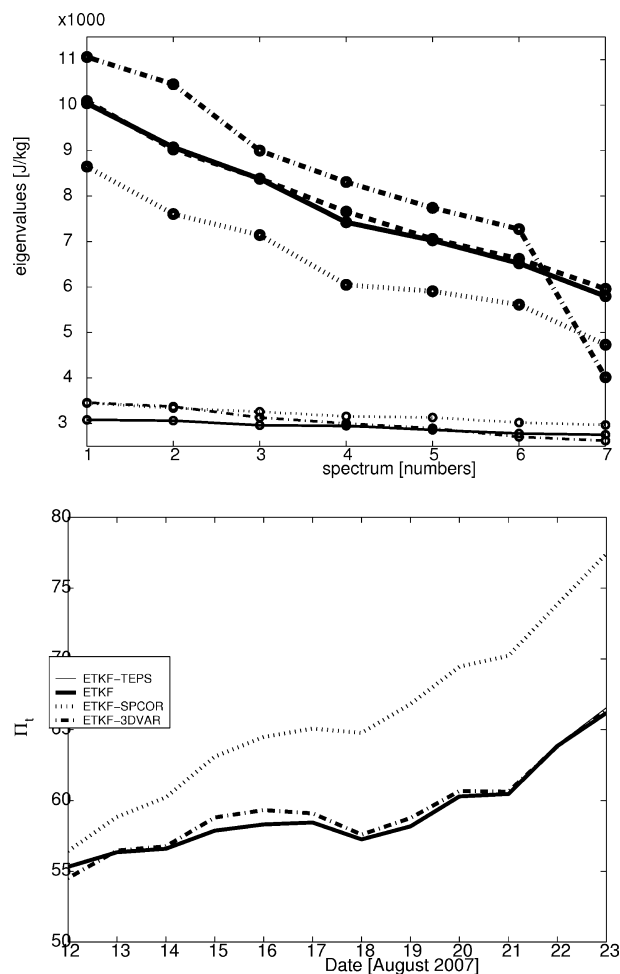 x1000
11
10
9
8
7
6
5
4
3
eigenvalues [J/kg]
1 2 3 4 5 6 7
spectrum [numbers]
80
75
70
65
60
55
50
Πt
ETKF-TEPS
ETKF
ETKF-SPCOR
ETKF-3DVAR
12 13 14 15 16 17 18 19 20 21 22 23
Date [August 2007]